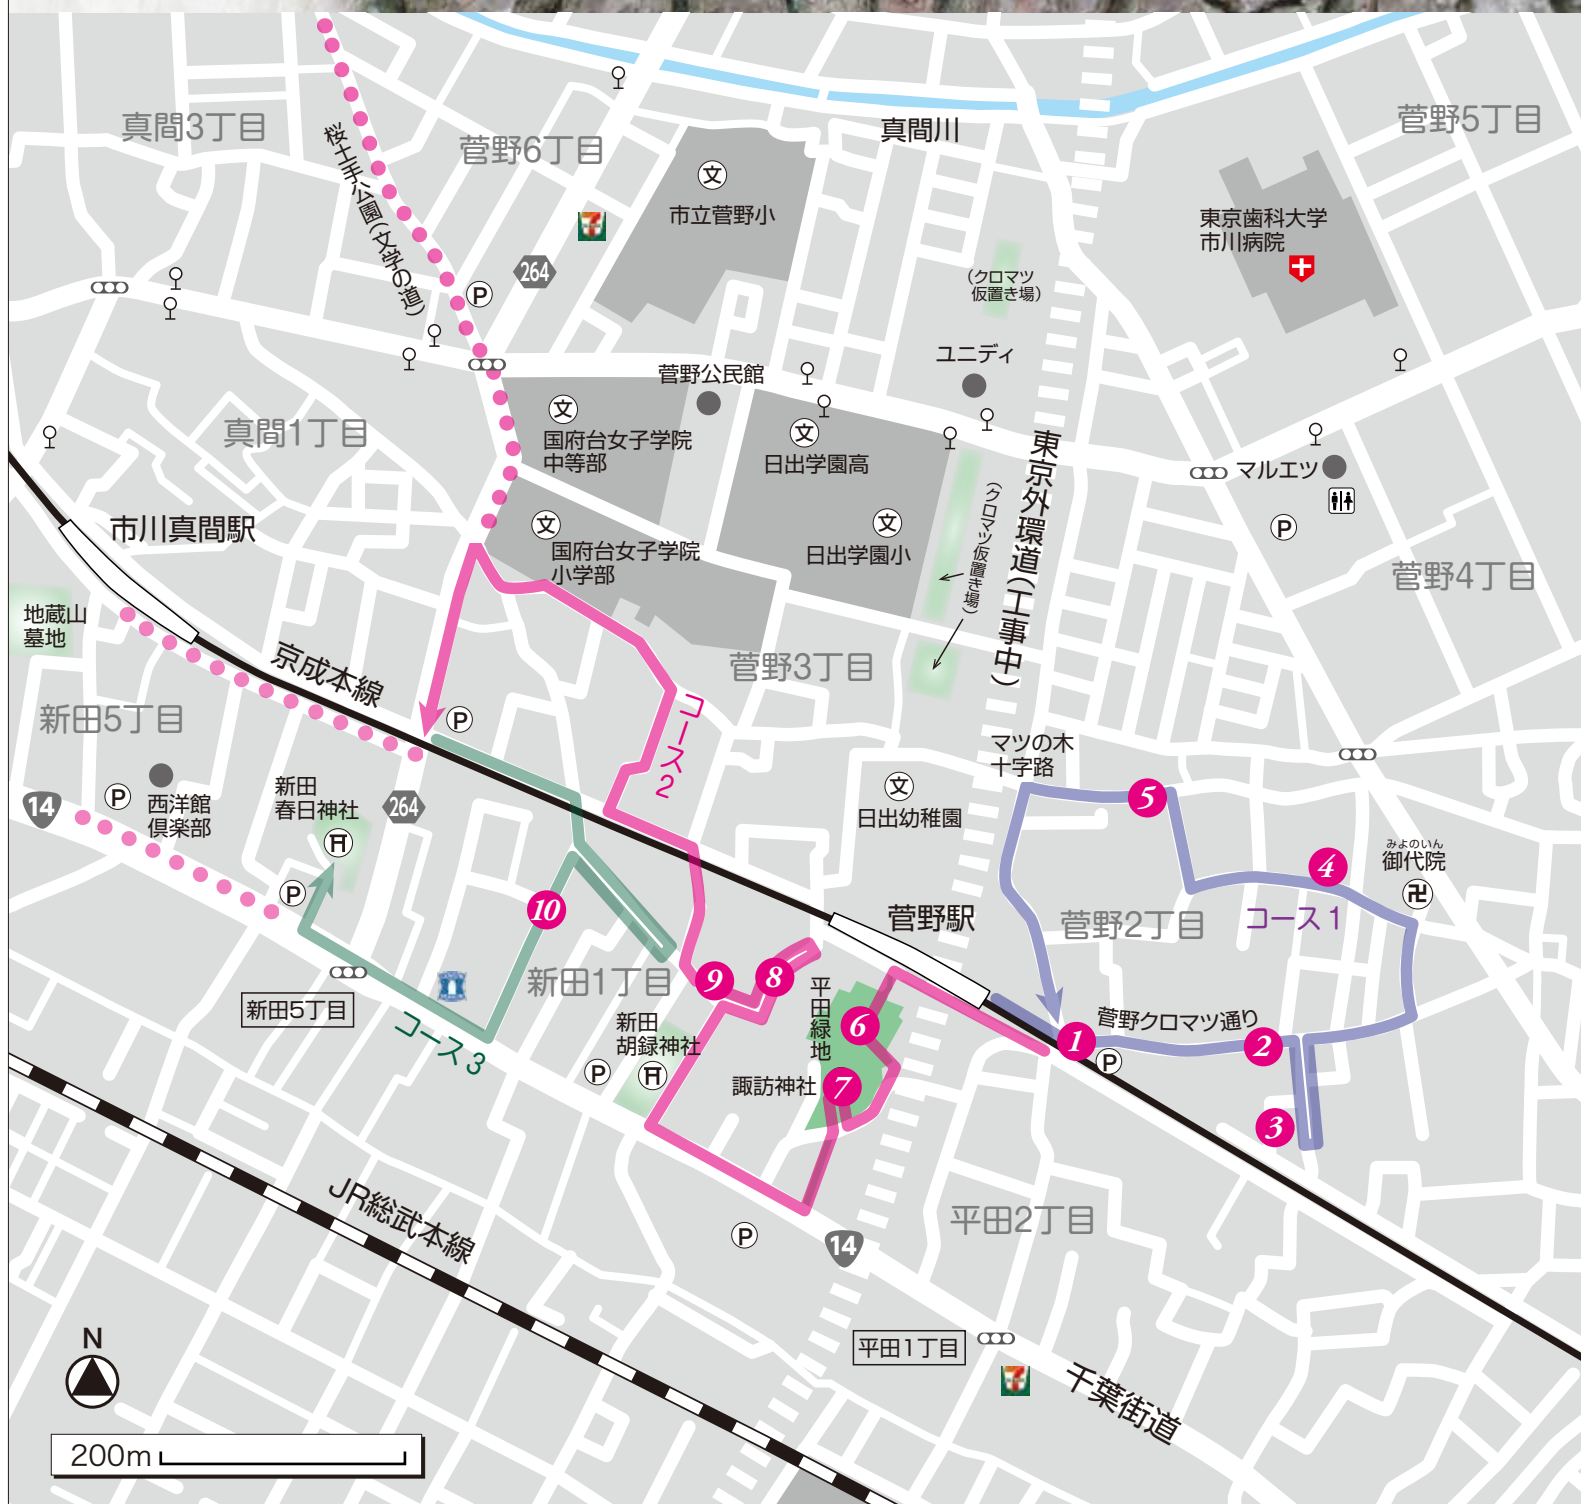 真間3丁目
桜土手公園(文学の道)
菅野6丁目
文
市立菅野小
真間川
菅野5丁目
東京歯科大学
市川病院
264
P
(クロマツ
仮置き場)
ユニディ
菅野公民館
真間1丁目
文
国府台女子学院
中等部
文
日出学園高
東京外環道(工事中)
マルエツ
P
市川真間駅
文
国府台女子学院
小学部
文
日出学園小
(クロマツ仮置き場)
菅野4丁目
地蔵山
墓地
京成本線
菅野3丁目
新田5丁目
P
コース2
マツの木
十字路
14
P
西洋館
倶楽部
新田
春日神社
264
文
日出幼稚園
5
みよのいん
御代院
4
卍
P
10
菅野駅
菅野2丁目
コース1
新田1丁目
9
8
平田緑地
6
菅野クロマツ通り
1
2
P
新田5丁目
コース3
新田
胡録神社
P
諏訪神社
7
3
JR総武本線
P
14
平田2丁目
平田1丁目
千葉街道
N
200m